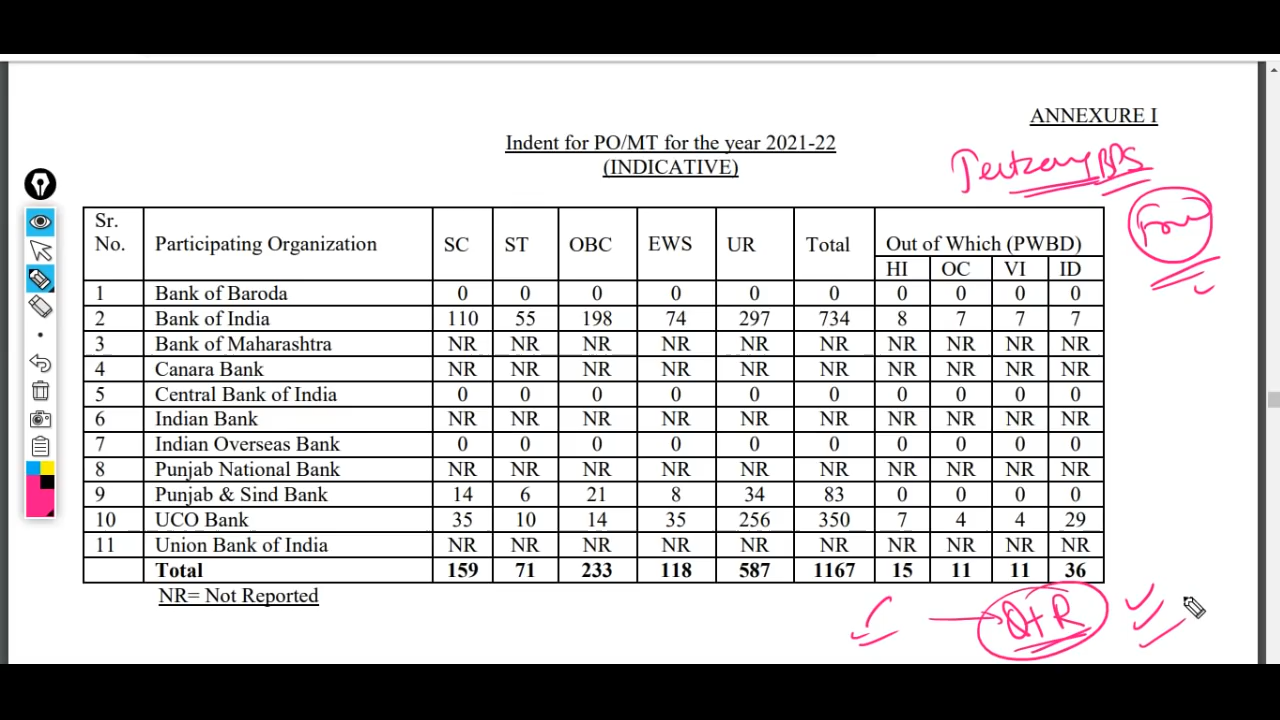 ANNEXURE I
Indent for PO/MT for the year 2021-22
(INDICATIVE)
Sr. No. Participating Organization SC ST OBC EWS UR Total Out of Which (PWBD)
HI OC VI ID
1 Bank of Baroda 0 0 0 0 0 0 0 0 0 0
2 Bank of India 110 55 198 74 297 734 8 7 7 7
3 Bank of Maharashtra NR NR NR NR NR NR NR NR NR NR
4 Canara Bank NR NR NR NR NR NR NR NR NR NR
5 Central Bank of India 0 0 0 0 0 0 0 0 0 0
6 Indian Bank NR NR NR NR NR NR NR NR NR NR
7 Indian Overseas Bank 0 0 0 0 0 0 0 0 0 0
8 Punjab National Bank NR NR NR NR NR NR NR NR NR NR
9 Punjab & Sind Bank 14 6 21 8 34 83 0 0 0 0
10 UCO Bank 35 10 14 35 256 350 7 4 4 29
11 Union Bank of India NR NR NR NR NR NR NR NR NR NR
Total 159 71 233 118 587 1167 15 11 11 36
NR= Not Reported
Q+R